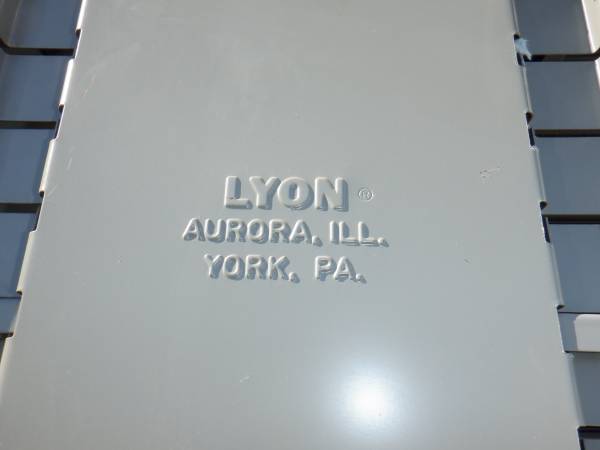 LYON ®
AURORA, ILL.
YORK, PA.